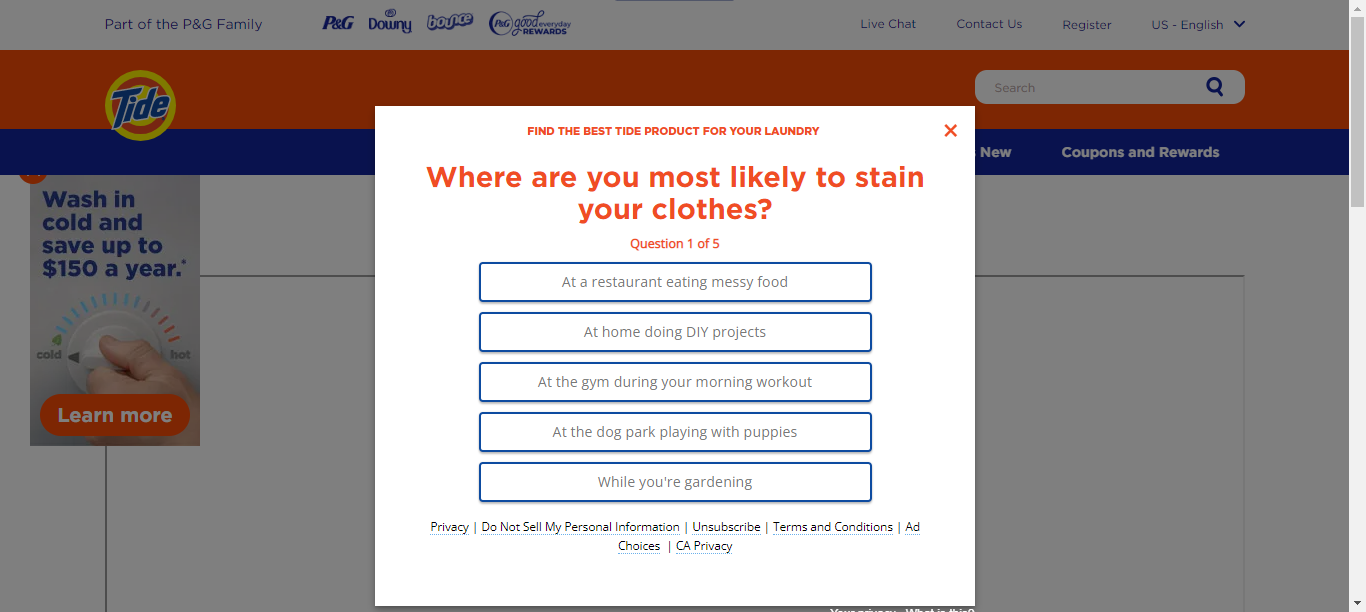 Part of the P&G Family
P&G
Downy
bounce
P&G good everyday
REWARDS
Live Chat
Contact Us
Register
US - English
Tide
Search
New
Coupons and Rewards
Wash in
cold and
save up to
$150 a year.*
cold
hot
Learn more
FIND THE BEST TIDE PRODUCT FOR YOUR LAUNDRY
Where are you most likely to stain
your clothes?
Question 1 of 5
At a restaurant eating messy food
At home doing DIY projects
At the gym during your morning workout
At the dog park playing with puppies
While you're gardening
Privacy | Do Not Sell My Personal Information | Unsubscribe | Terms and Conditions | Ad
Choices | CA Privacy
Your privacy - What is this?